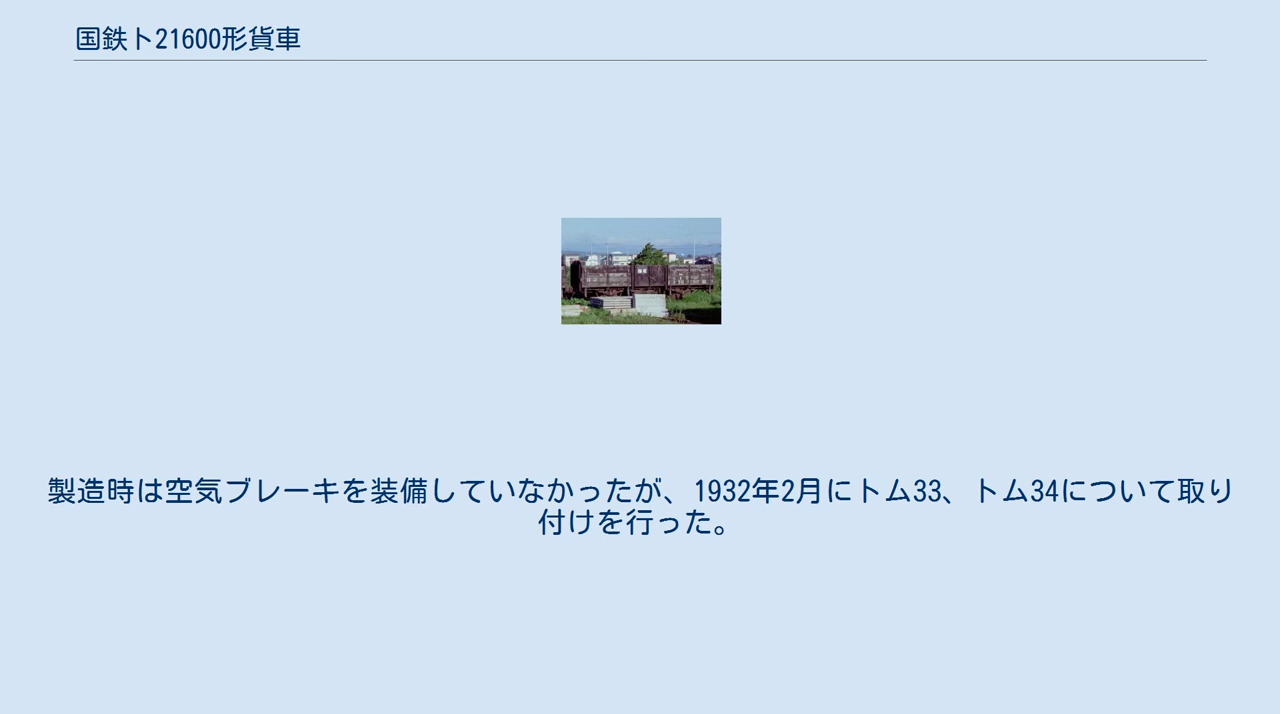 国鉄ト21600形貨車
製造時は空気ブレーキを装備していなかったが、1932年2月にトム33、トム34について取り
付けを行った。